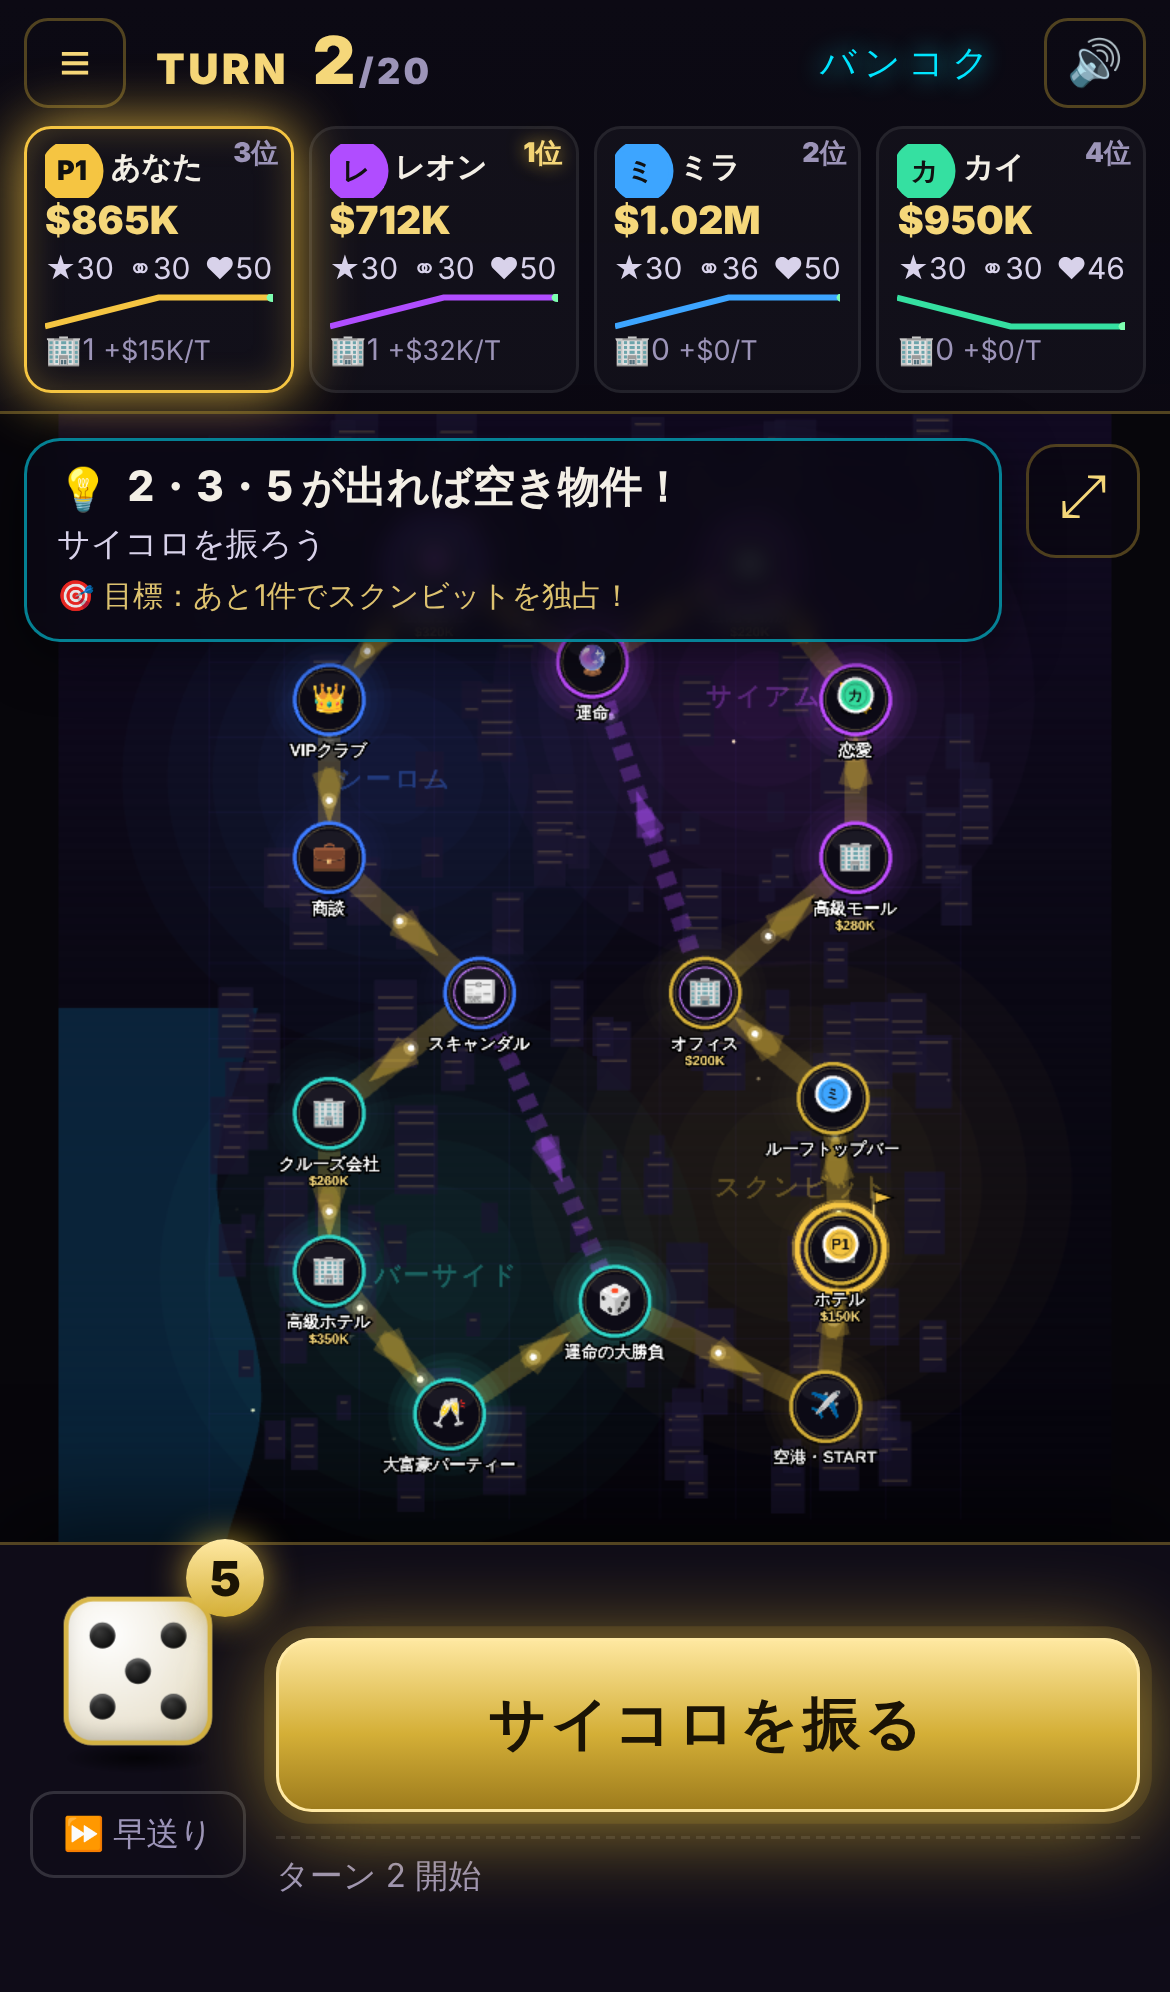 TURN 2/20 バンコク
P1 あなた 3位
$865K
★30 ⚭30 ♥50
🏢1 +$15K/T
レ レオン 1位
$712K
★30 ⚭30 ♥50
🏢1 +$32K/T
ミ ミラ 2位
$1.02M
★30 ⚭36 ♥50
🏢0 +$0/T
カ カイ 4位
$950K
★30 ⚭30 ♥46
🏢0 +$0/T
💡 2・3・5が出れば空き物件！
サイコロを振ろう
🎯 目標：あと1件でスクンビットを独占！
運命
サイアム
カ
VIPクラブ
恋愛
シーロム
商談
高級モール
$280K
スキャンダル
オフィス
$200K
ミ
クルーズ会社
$260K
ルーフトップバー
スクンビット
P1
バーサイド
ホテル
$150K
高級ホテル
$350K
運命の大勝負
大富豪パーティー
空港・START
5
サイコロを振る
⏩ 早送り
ターン 2 開始